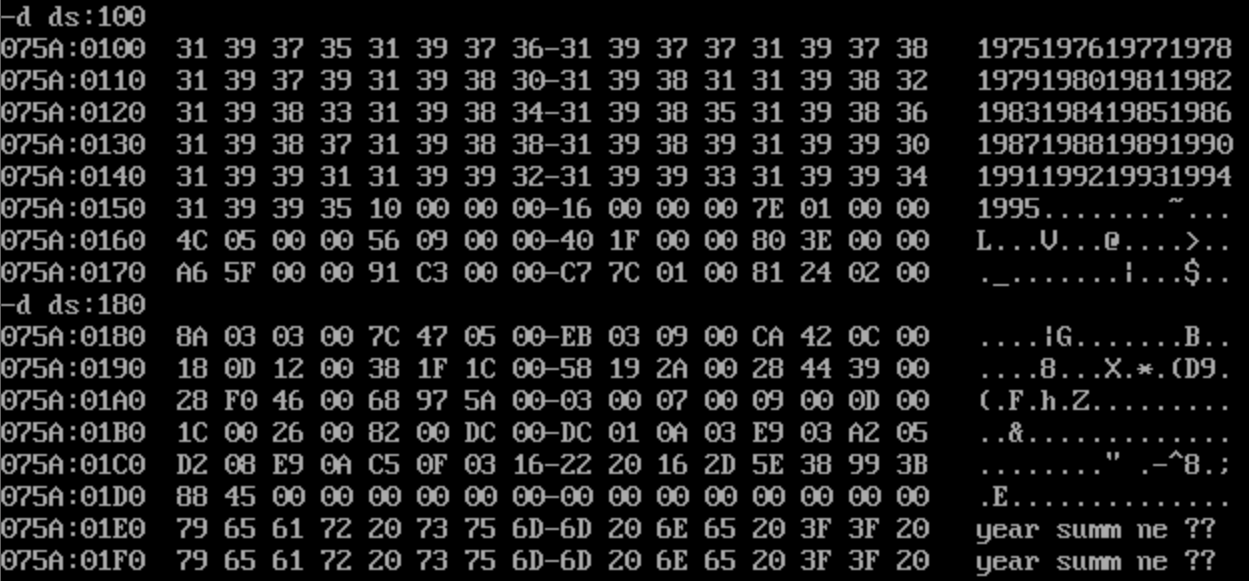 -d ds:100
075A:0100 31 39 37 35 31 39 37 36-31 39 37 37 31 39 37 38 1975197619771978
075A:0110 31 39 37 39 31 39 38 30-31 39 38 31 31 39 38 32 1979198019811982
075A:0120 31 39 38 33 31 39 38 34-31 39 38 35 31 39 38 36 1983198419851986
075A:0130 31 39 38 37 31 39 38 38-31 39 38 39 31 39 39 30 1987198819891990
075A:0140 31 39 39 31 31 39 39 32-31 39 39 33 31 39 39 34 1991199219931994
075A:0150 31 39 39 35 10 00 00 00-16 00 00 00 7E 01 00 00 1995........~...
075A:0160 4C 05 00 00 56 09 00 00-40 1F 00 00 80 3E 00 00 L...V...@....>..
075A:0170 A6 5F 00 00 91 C3 00 00-C7 7C 01 00 81 24 02 00 ._.......|...$..
-d ds:180
075A:0180 8A 03 03 00 7C 47 05 00-EB 03 09 00 CA 42 0C 00 ....|G.......B..
075A:0190 18 0D 12 00 38 1F 1C 00-58 19 2A 00 28 44 39 00 ....8...X.*.(D9.
075A:01A0 28 F0 46 00 68 97 5A 00-03 00 07 00 09 00 0D 00 (.F.h.Z.........
075A:01B0 1C 00 26 00 82 00 DC 00-DC 01 0A 03 E9 03 A2 05 ..&.............
075A:01C0 D2 08 E9 0A C5 0F 03 16-22 20 16 2D 5E 38 99 3B ........" .-^8.;
075A:01D0 88 45 00 00 00 00 00 00-00 00 00 00 00 00 00 00 .E..............
075A:01E0 79 65 61 72 20 73 75 6D-6D 20 6E 65 20 3F 3F 20 year summ ne ??
075A:01F0 79 65 61 72 20 73 75 6D-6D 20 6E 65 20 3F 3F 20 year summ ne ??